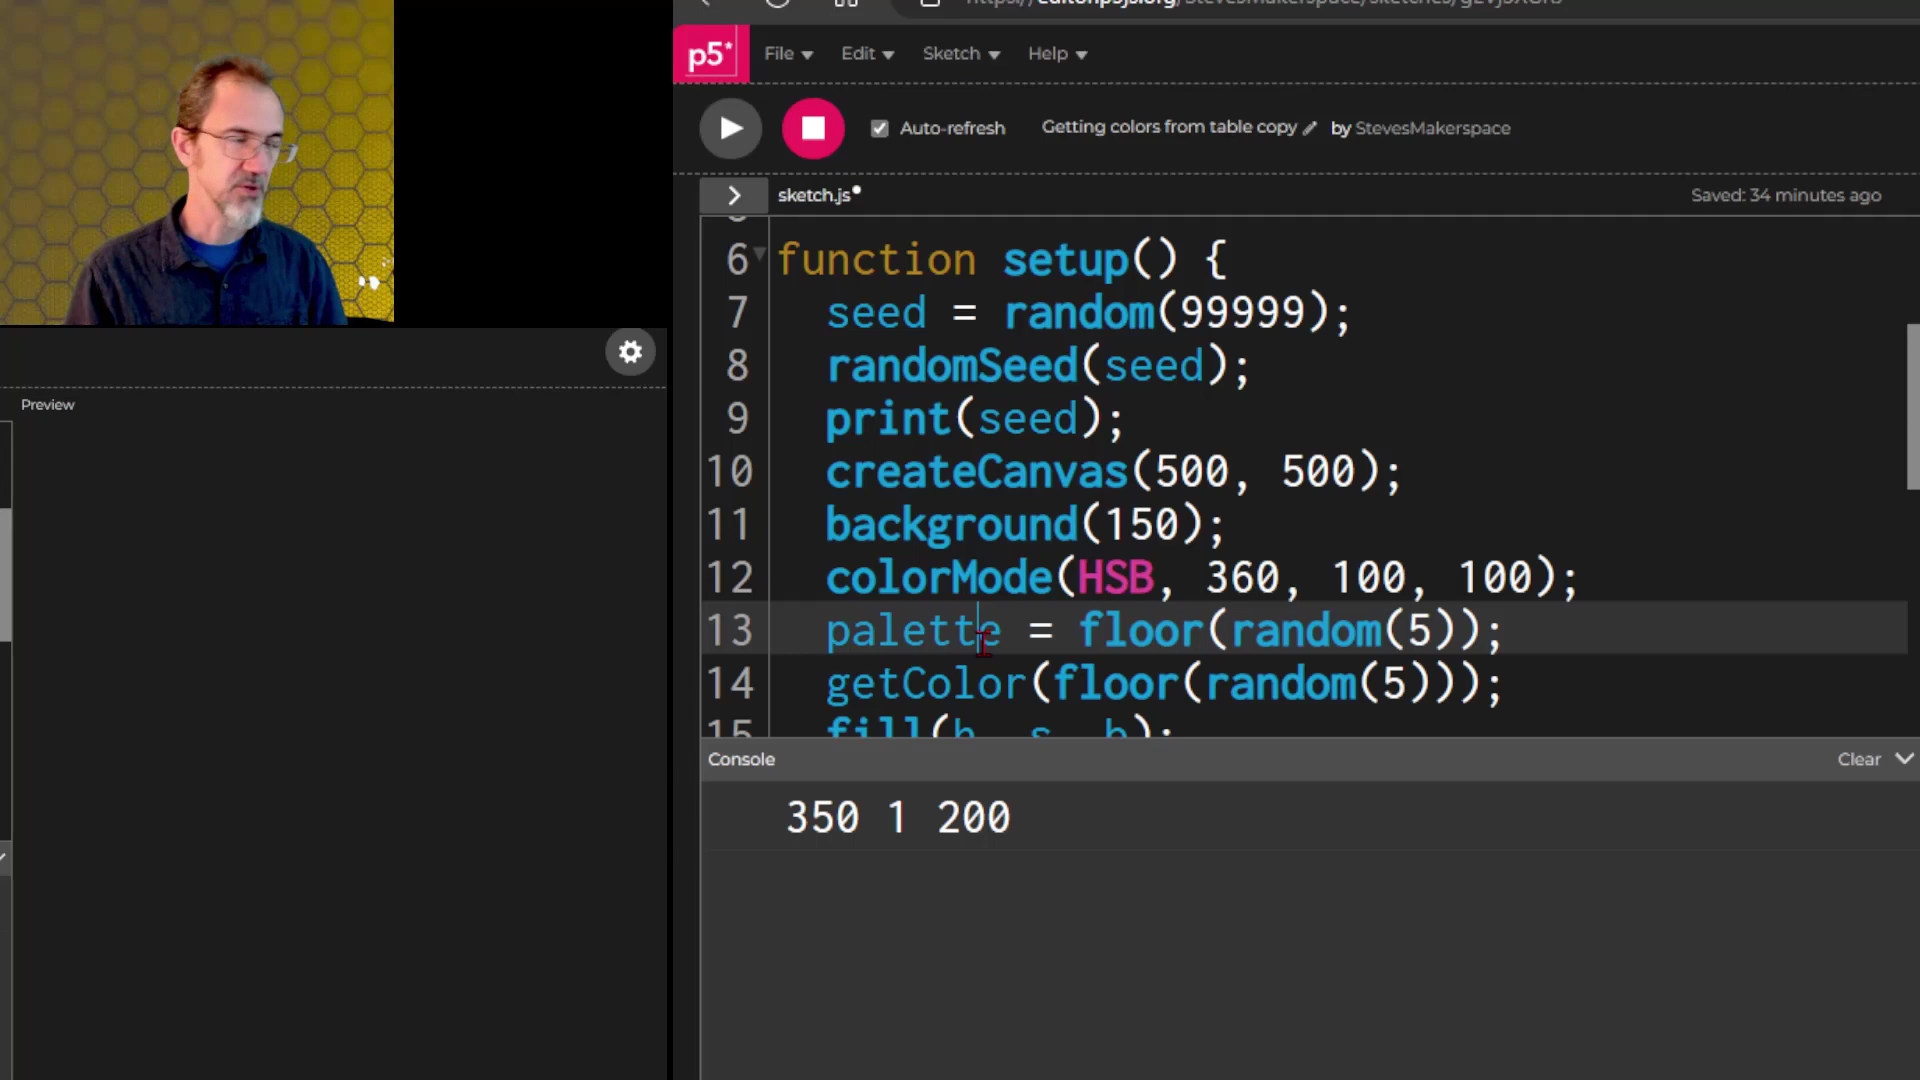 p5* File Edit Sketch Help
Auto-refresh Getting colors from table copy by StevesMakerspace
sketch.js Saved: 34 minutes ago
Preview
6 function setup() {
7 seed = random(99999);
8 randomSeed(seed);
9 print(seed);
10 createCanvas(500, 500);
11 background(150);
12 colorMode(HSB, 360, 100, 100);
13 palette = floor(random(5));
14 getColor(floor(random(5)));
15 fill(h, s, b);
Console Clear
350 1 200